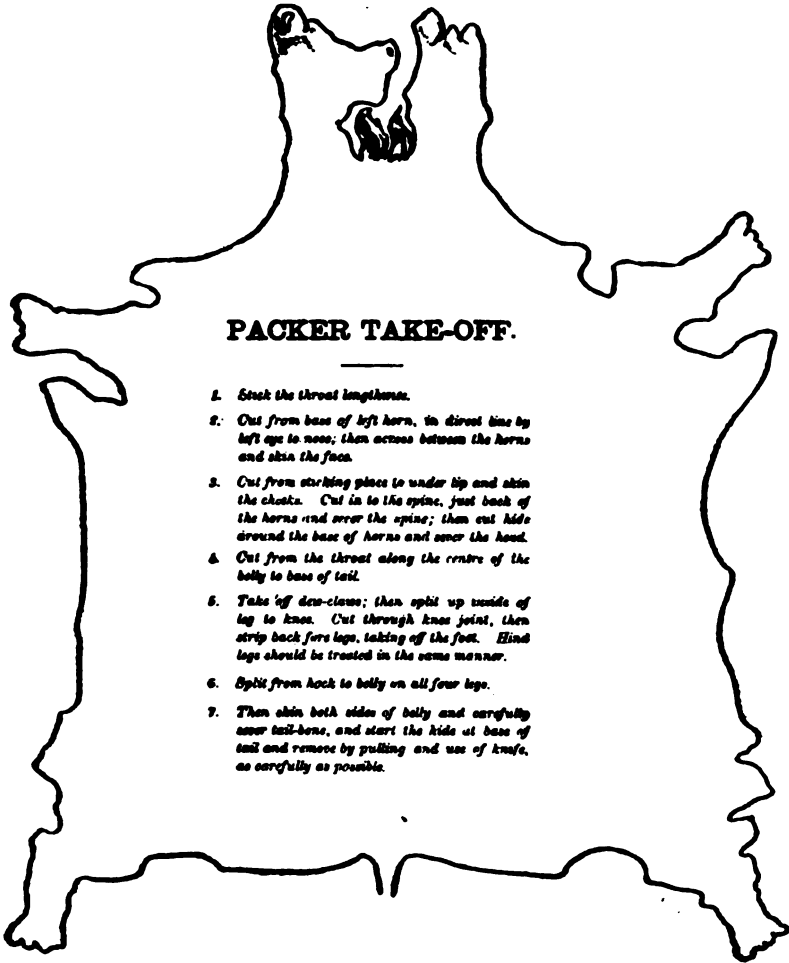 PACKER TAKE-OFF.
1. Stick the throat lengthwise.
2. Cut from base of left horn, in direct line by
left eye to nose; then across between the horns
and skin the face.
3. Cut from sticking place to under lip and skin
the cheeks. Cut in to the spine, just back of
the horns and sever the spine; then cut hide
around the base of horns and sever the head.
4. Cut from the throat along the centre of the
belly to base of tail.
5. Take off dew-claws; then split up inside of
leg to knee. Cut through knee joint, then
strip back fore legs, taking off the foot. Hind
legs should be treated in the same manner.
6. Split from hock to belly on all four legs.
7. Then skin both sides of belly and carefully
sever tail-bone, and start the hide at base of
tail and remove by pulling and use of knife,
as carefully as possible.